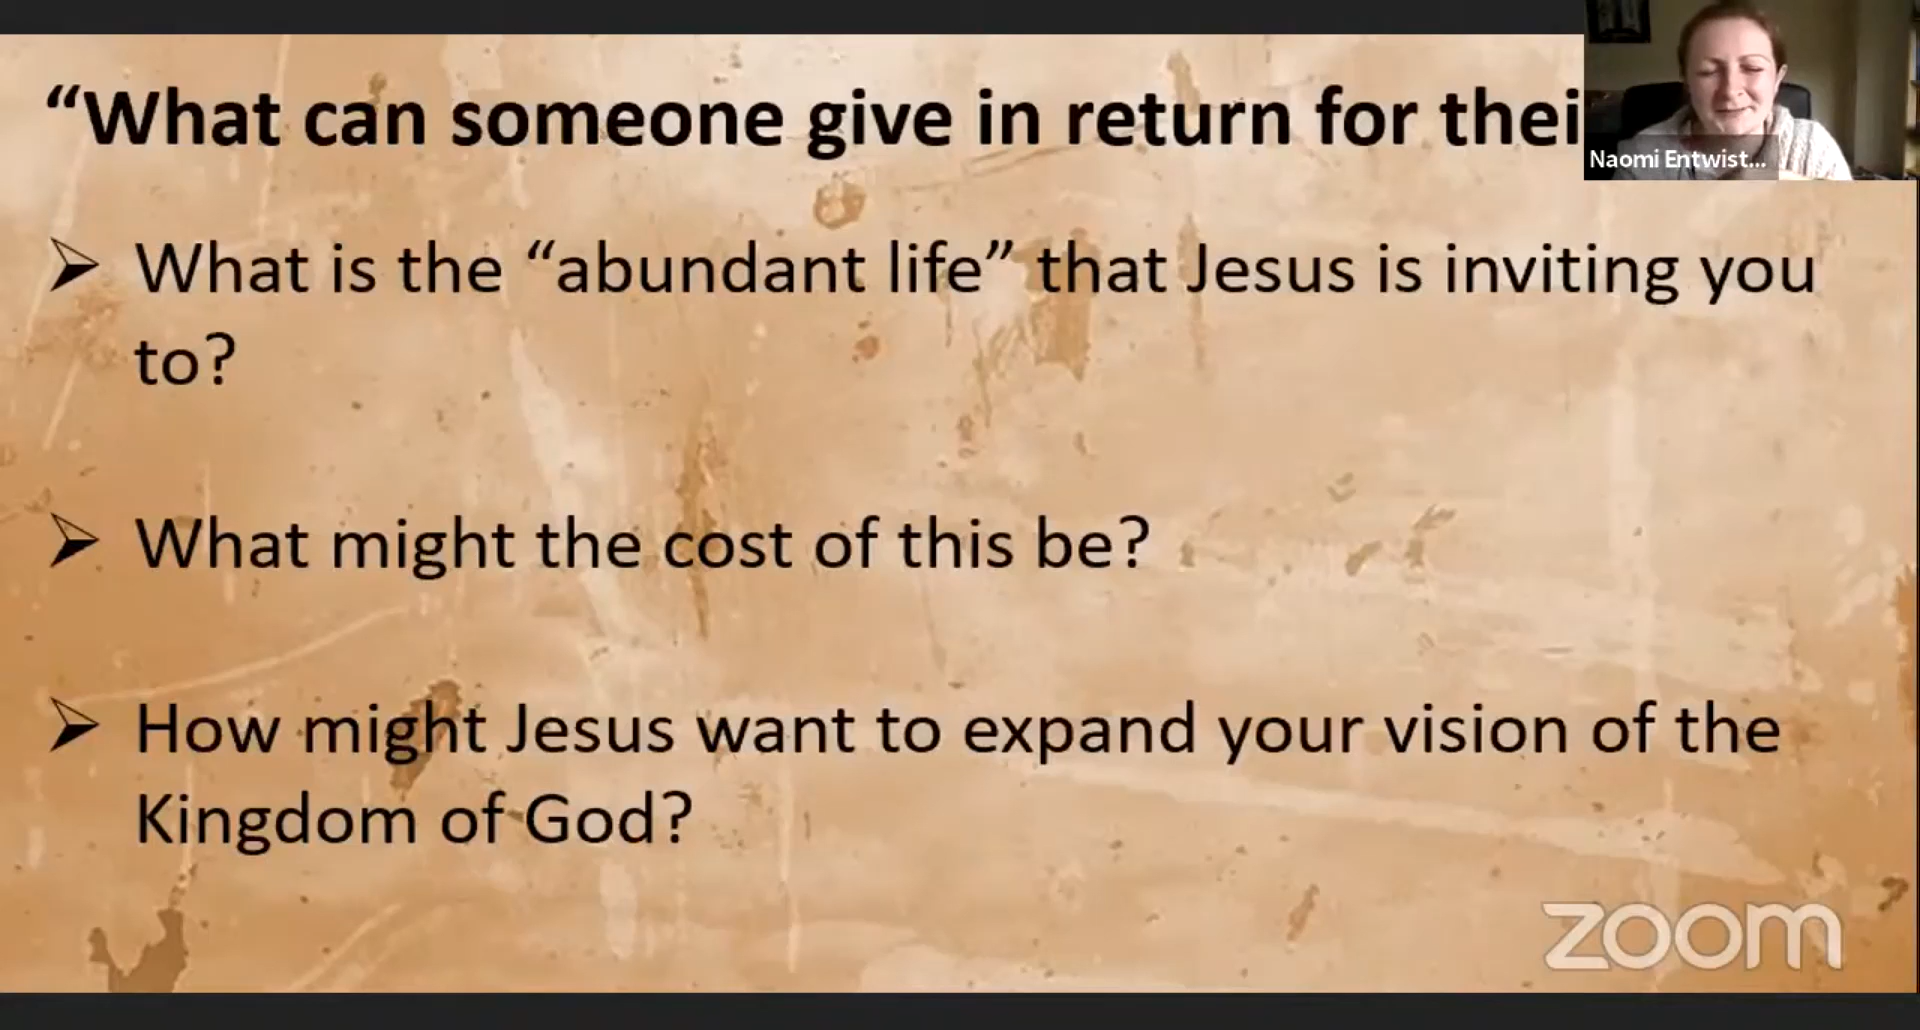 “What can someone give in return for thei
Naomi Entwist...
➢ What is the “abundant life” that Jesus is inviting you
to?
➢ What might the cost of this be?
➢ How might Jesus want to expand your vision of the
Kingdom of God?
zoom